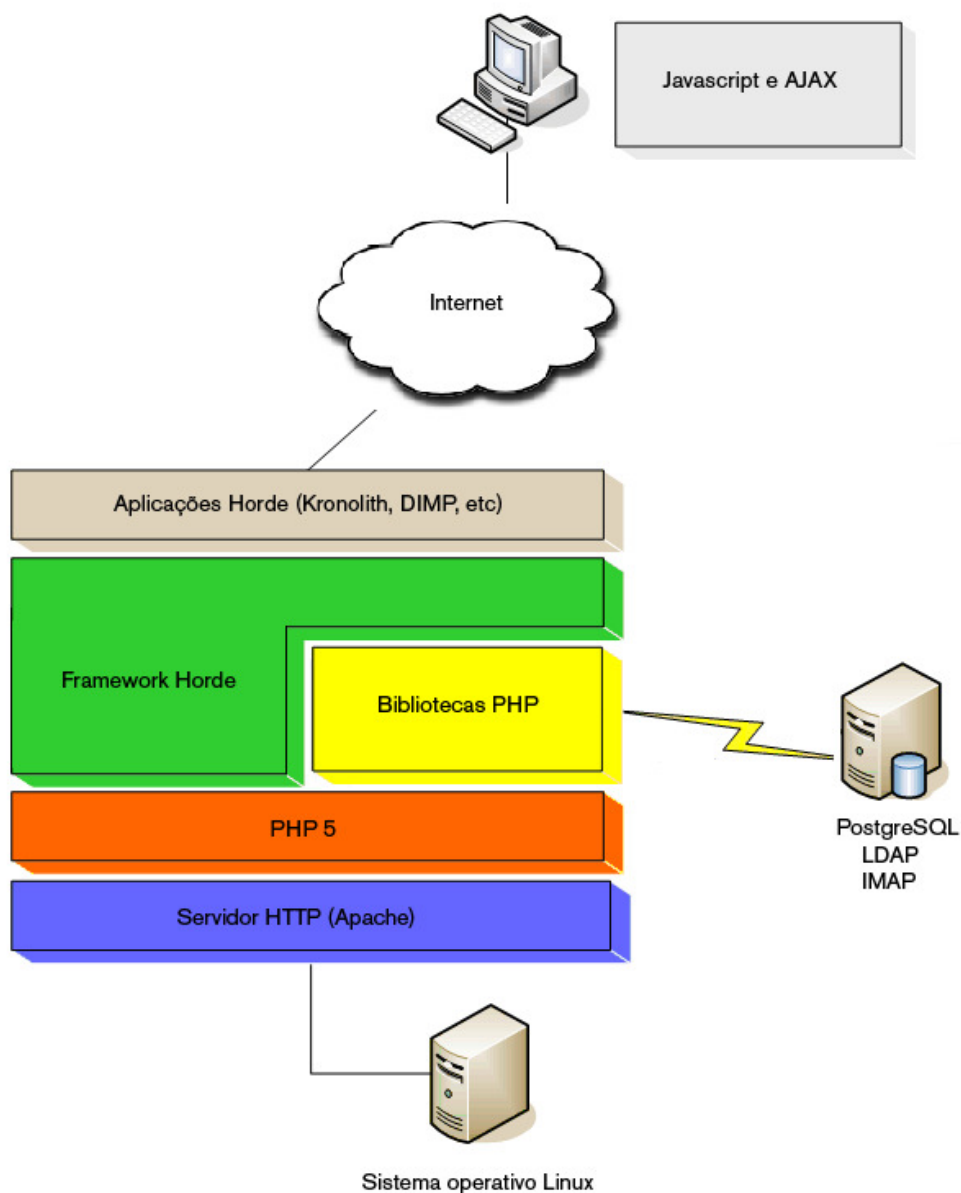 Javascript e AJAX
Internet
Aplicações Horde (Kronolith, DIMP, etc)
Framework Horde
Bibliotecas PHP
PHP 5
PostgreSQL
LDAP
IMAP
Servidor HTTP (Apache)
Sistema operativo Linux